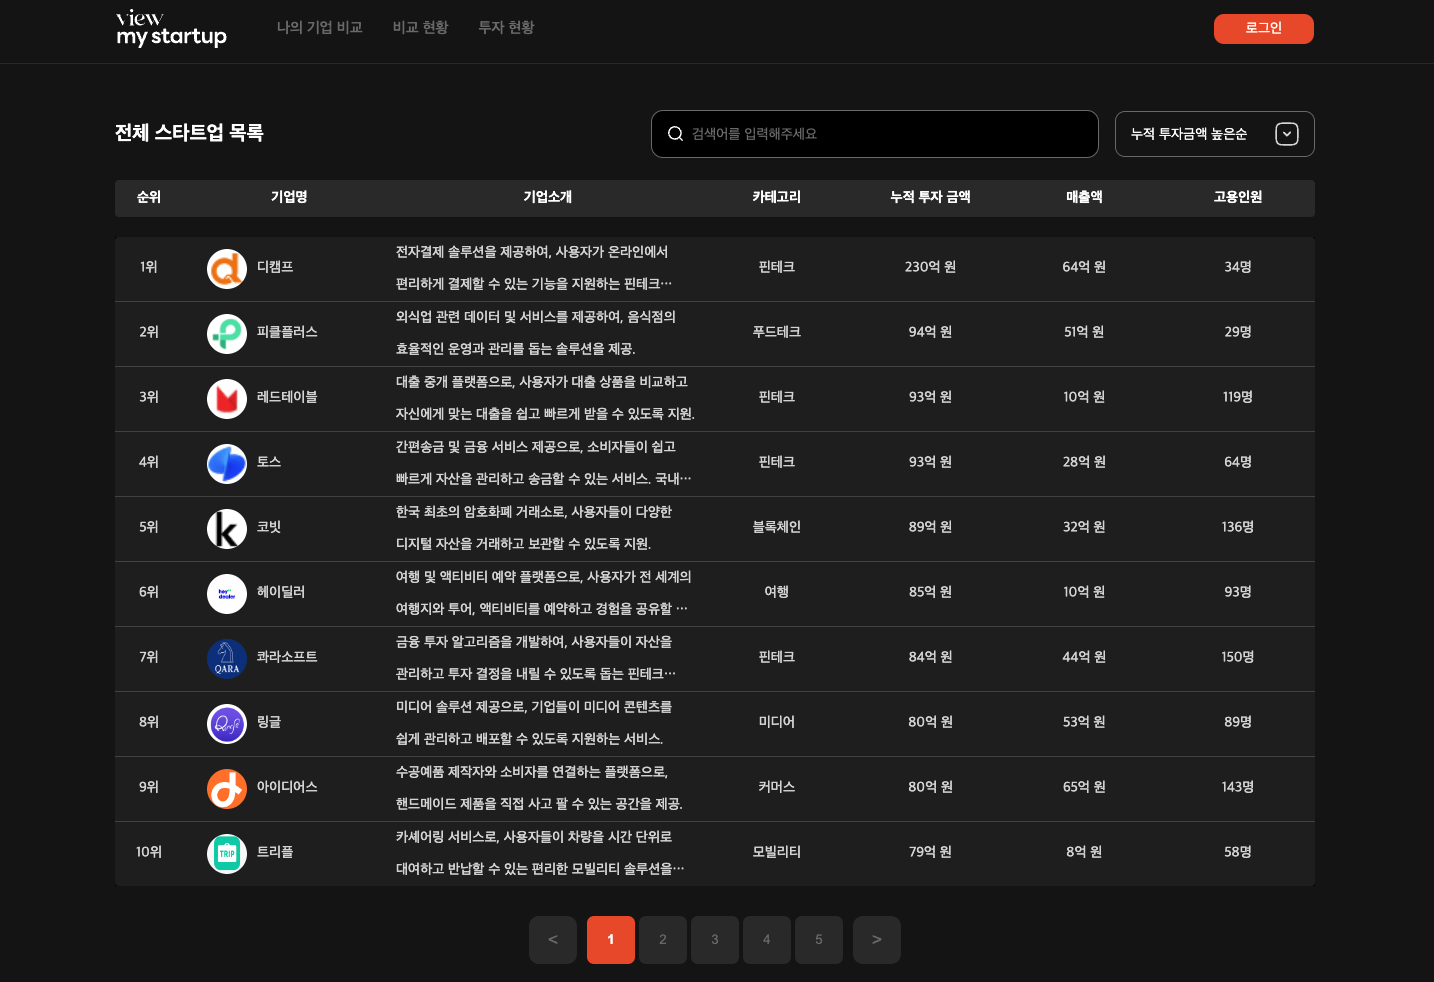 view
my startup
나의 기업 비교 비교 현황 투자 현황 로그인
전체 스타트업 목록 검색어를 입력해주세요 누적 투자금액 높은순
순위 기업명 기업소개 카테고리 누적 투자 금액 매출액 고용인원
전자결제 솔루션을 제공하여, 사용자가 온라인에서
1위 디캠프 핀테크 230억 원 64억 원 34명
편리하게 결제할 수 있는 기능을 지원하는 핀테크…
외식업 관련 데이터 및 서비스를 제공하여, 음식점의
2위 피클플러스 푸드테크 94억 원 51억 원 29명
효율적인 운영과 관리를 돕는 솔루션을 제공.
대출 중개 플랫폼으로, 사용자가 대출 상품을 비교하고
3위 레드테이블 핀테크 93억 원 10억 원 119명
자신에게 맞는 대출을 쉽고 빠르게 받을 수 있도록 지원.
간편송금 및 금융 서비스 제공으로, 소비자들이 쉽고
4위 토스 핀테크 93억 원 28억 원 64명
빠르게 자산을 관리하고 송금할 수 있는 서비스. 국내…
한국 최초의 암호화폐 거래소로, 사용자들이 다양한
5위 k 코빗 블록체인 89억 원 32억 원 136명
디지털 자산을 거래하고 보관할 수 있도록 지원.
여행 및 액티비티 예약 플랫폼으로, 사용자가 전 세계의
6위 hey dealer 헤이딜러 여행 85억 원 10억 원 93명
여행지와 투어, 액티비티를 예약하고 경험을 공유할 …
금융 투자 알고리즘을 개발하여, 사용자들이 자산을
7위 QARA 콰라소프트 핀테크 84억 원 44억 원 150명
관리하고 투자 결정을 내릴 수 있도록 돕는 핀테크…
미디어 솔루션 제공으로, 기업들이 미디어 콘텐츠를
8위 링글 미디어 80억 원 53억 원 89명
쉽게 관리하고 배포할 수 있도록 지원하는 서비스.
수공예품 제작자와 소비자를 연결하는 플랫폼으로,
9위 아이디어스 커머스 80억 원 65억 원 143명
핸드메이드 제품을 직접 사고 팔 수 있는 공간을 제공.
카셰어링 서비스로, 사용자들이 차량을 시간 단위로
10위 TRIP 트리플 모빌리티 79억 원 8억 원 58명
대여하고 반납할 수 있는 편리한 모빌리티 솔루션을…
< 1 2 3 4 5 >